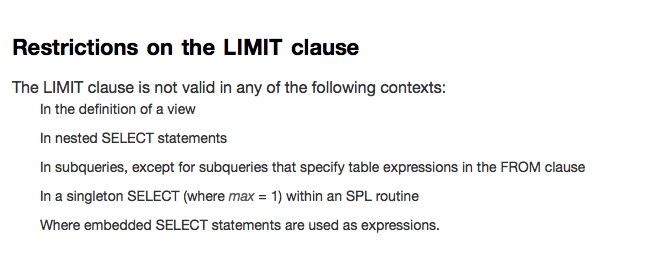 Restrictions on the LIMIT clause
The LIMIT clause is not valid in any of the following contexts:
In the definition of a view
In nested SELECT statements
In subqueries, except for subqueries that specify table expressions in the FROM clause
In a singleton SELECT (where max = 1) within an SPL routine
Where embedded SELECT statements are used as expressions.